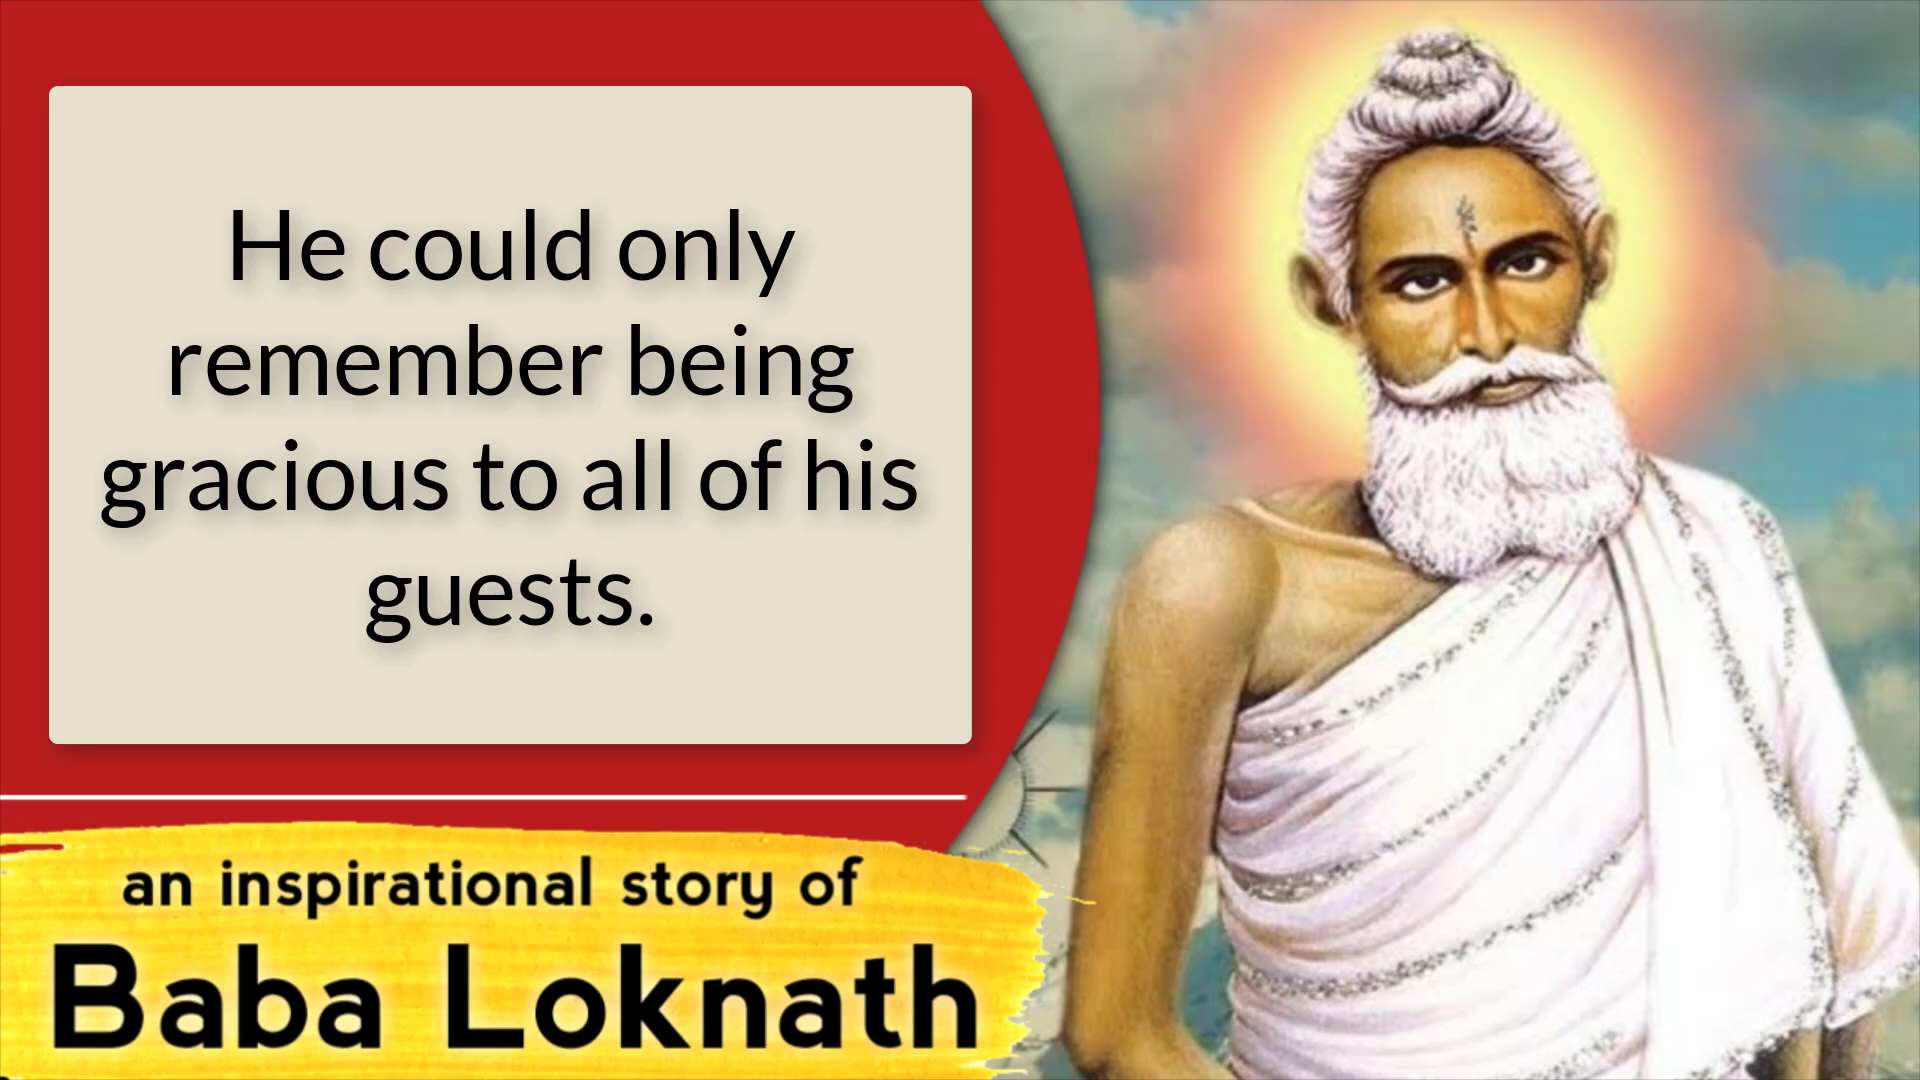 He could only
remember being
gracious to all of his
guests.
an inspirational story of
Baba Loknath